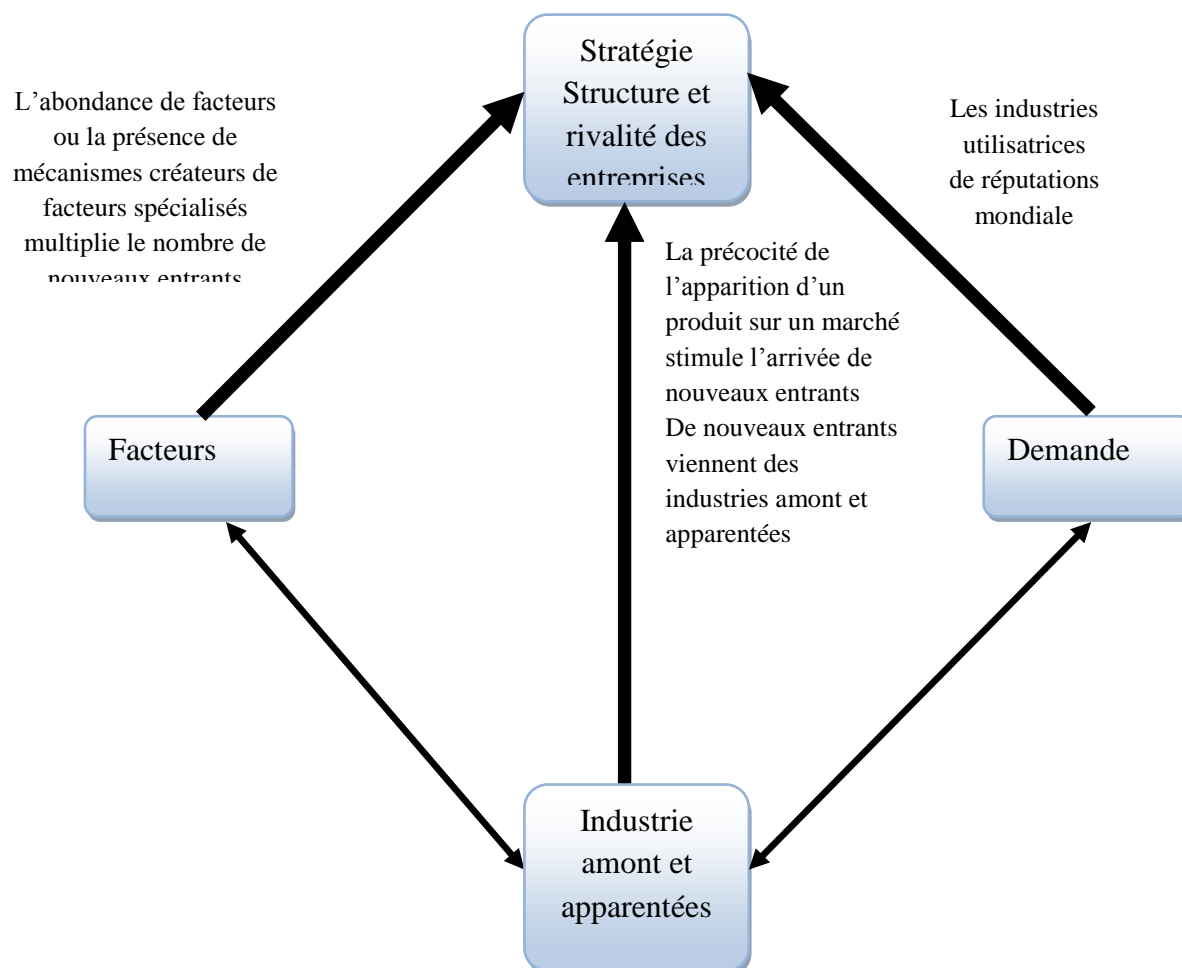 Stratégie
Structure et
rivalité des
entreprises
L’abondance de facteurs
ou la présence de
mécanismes créateurs de
facteurs spécialisés
multiplie le nombre de
nouveaux entrants
Les industries
utilisatrices
de réputations
mondiale
La précocité de
l’apparition d’un
produit sur un marché
stimule l’arrivée de
nouveaux entrants
De nouveaux entrants
viennent des
industries amont et
apparentées
Facteurs
Demande
Industrie
amont et
apparentées